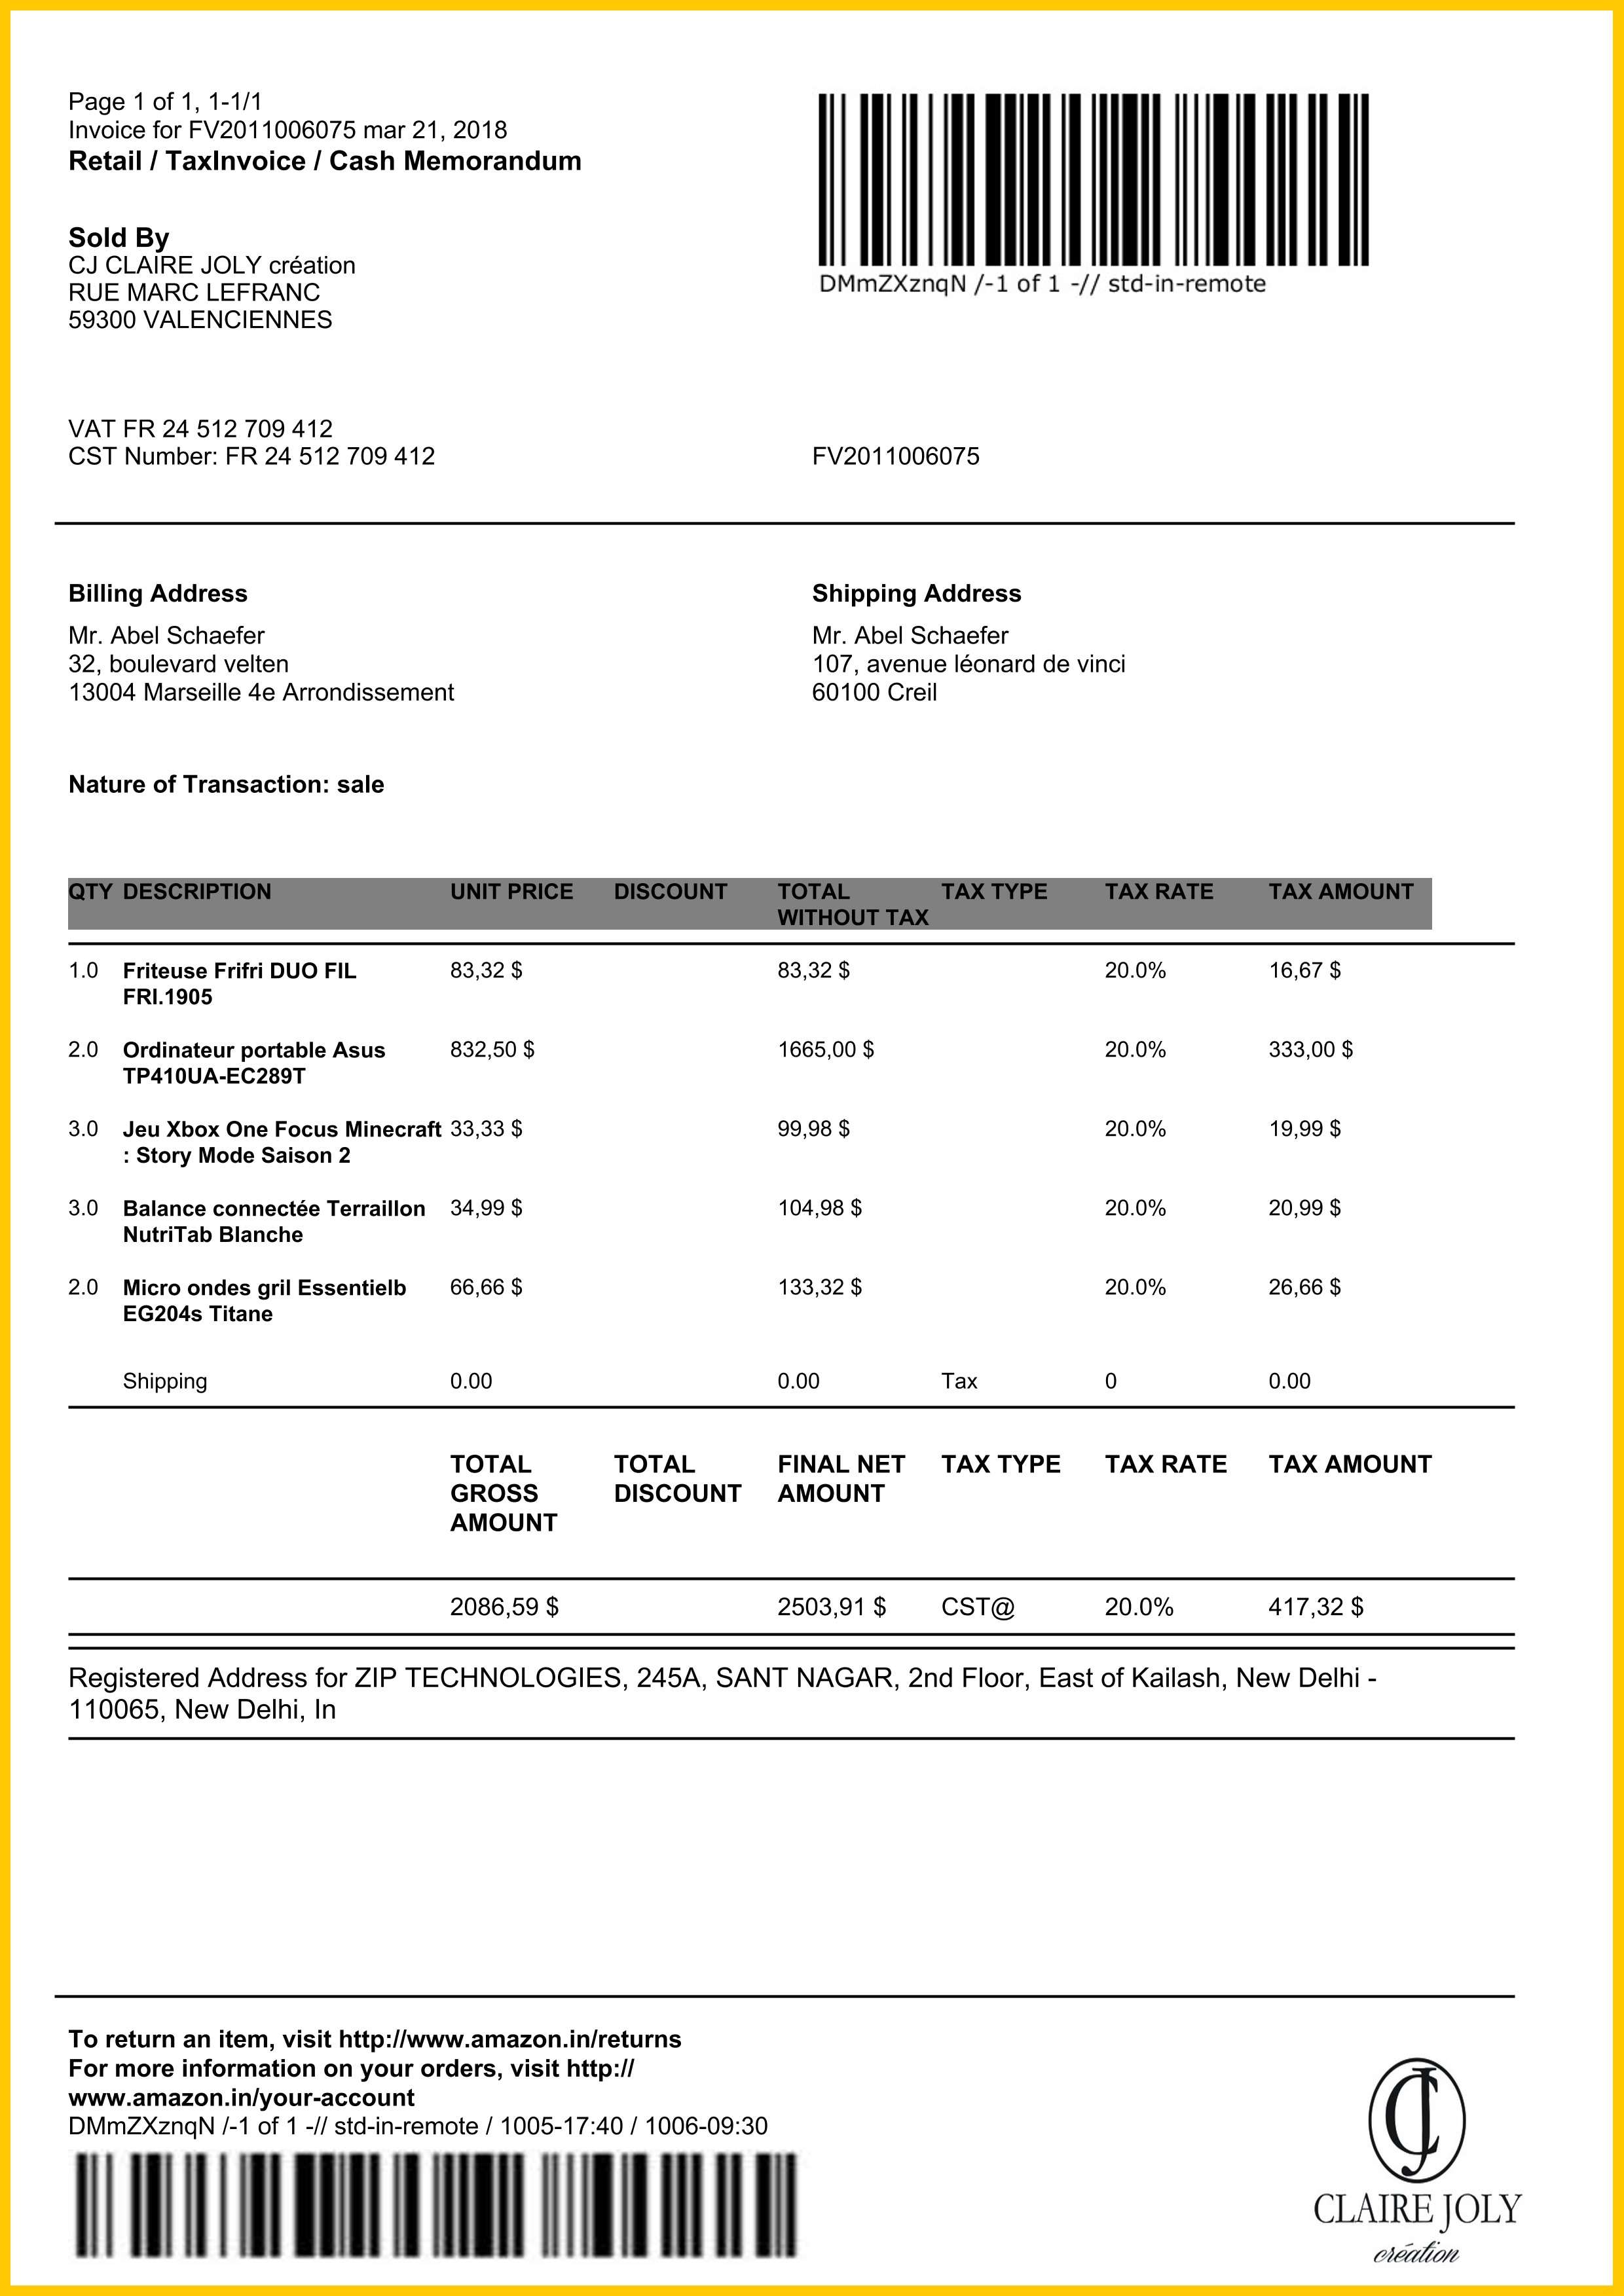 Page 1 of 1, 1-1/1
Invoice for FV2011006075 mar 21, 2018
Retail / TaxInvoice / Cash Memorandum
DMmZXznqN /-1 of 1 -// std-in-remote
Sold By
CJ CLAIRE JOLY création
RUE MARC LEFRANC
59300 VALENCIENNES
VAT FR 24 512 709 412
CST Number: FR 24 512 709 412
FV2011006075
Billing Address
Mr. Abel Schaefer
32, boulevard velten
13004 Marseille 4e Arrondissement
Shipping Address
Mr. Abel Schaefer
107, avenue léonard de vinci
60100 Creil
Nature of Transaction: sale
QTY DESCRIPTION UNIT PRICE DISCOUNT TOTAL TAX TYPE TAX RATE TAX AMOUNT
WITHOUT TAX
1.0 Friteuse Frifri DUO FIL 83,32 $ 83,32 $ 20.0% 16,67 $
FRI.1905
2.0 Ordinateur portable Asus 832,50 $ 1665,00 $ 20.0% 333,00 $
TP410UA-EC289T
3.0 Jeu Xbox One Focus Minecraft 33,33 $ 99,98 $ 20.0% 19,99 $
: Story Mode Saison 2
3.0 Balance connectée Terraillon 34,99 $ 104,98 $ 20.0% 20,99 $
NutriTab Blanche
2.0 Micro ondes gril Essentielb 66,66 $ 133,32 $ 20.0% 26,66 $
EG204s Titane
Shipping 0.00 0.00 Tax 0 0.00
TOTAL TOTAL FINAL NET TAX TYPE TAX RATE TAX AMOUNT
GROSS DISCOUNT AMOUNT
AMOUNT
2086,59 $ 2503,91 $ CST@ 20.0% 417,32 $
Registered Address for ZIP TECHNOLOGIES, 245A, SANT NAGAR, 2nd Floor, East of Kailash, New Delhi -
110065, New Delhi, In
To return an item, visit http://www.amazon.in/returns
For more information on your orders, visit http://
www.amazon.in/your-account
DMmZXznqN /-1 of 1 -// std-in-remote / 1005-17:40 / 1006-09:30
CJ
CLAIRE JOLY
création